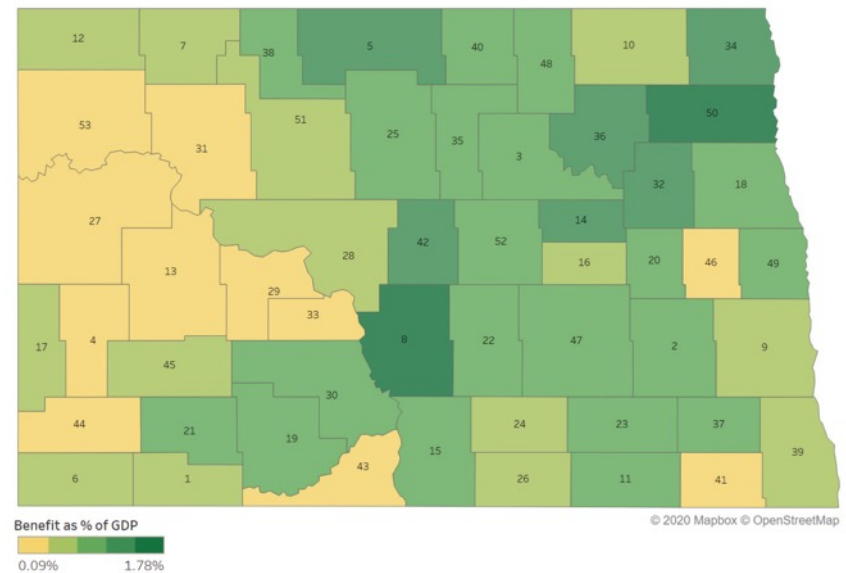 12 7 38 5 40 48 10 34
53 31 51 25 35 3 36 50
32 18
27 13 28 42 52 14 16 20 46 49
29 33
17 4 45 8 22 47 2 9
30
44 21 19 15 24 23 37 39
6 1 43 26 11 41
© 2020 Mapbox © OpenStreetMap
Benefit as % of GDP
0.09% 1.78%